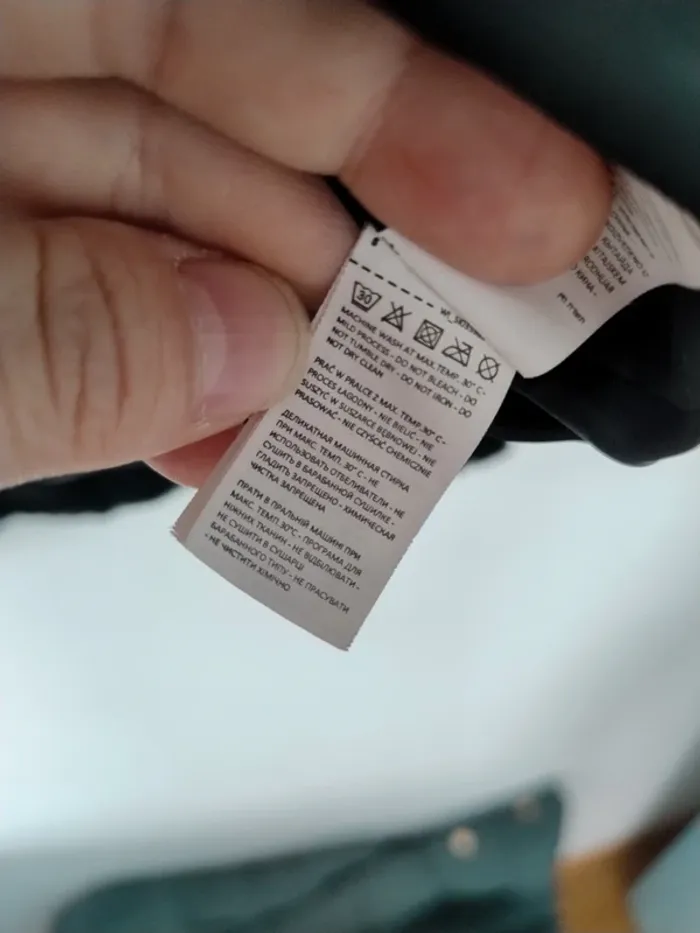 30
MACHINE WASH AT MAX.TEMP. 30° C -
MILD PROCESS - DO NOT BLEACH - DO
NOT TUMBLE DRY - DO NOT IRON - DO
NOT DRY CLEAN
PRAĆ W PRALCE Z MAX. TEMP.30° C -
PROCES ŁAGODNY - NIE BIELIĆ - NIE
SUSZYĆ W SUSZARCE BĘBNOWEJ - NIE
PRASOWAĆ - NIE CZYŚCIĆ CHEMICZNIE
ДЕЛИКАТНАЯ МАШИННАЯ СТИРКА
ПРИ МАКС. ТЕМП. 30° C - НЕ
ИСПОЛЬЗОВАТЬ ОТБЕЛИВАТЕЛИ - НЕ
СУШИТЬ В БАРАБАННОЙ СУШИЛКЕ -
ГЛАДИТЬ ЗАПРЕЩЕНО - ХИМИЧЕСКАЯ
ЧИСТКА ЗАПРЕЩЕНА
ПРАТИ В ПРАЛЬНІЙ МАШИНІ ПРИ
МАКС. ТЕМП. 30°C - ПРОГРАМА ДЛЯ
НІЖНИХ ТКАНИН - НЕ ВІДБІЛЮВАТИ -
НЕ СУШИТИ В СУШАРЦІ
БАРАБАННОГО ТИПУ - НЕ ПРАСУВАТИ
- НЕ ЧИСТИТИ ХІМІЧНО